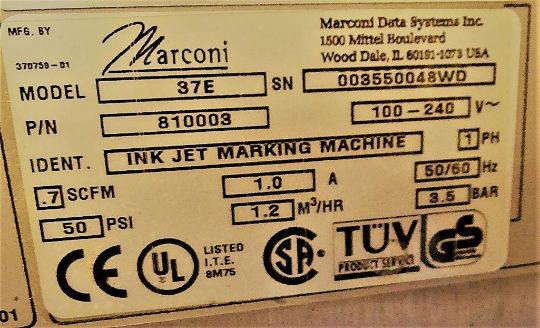 MFG. BY
Marconi
Marconi Data Systems Inc.
1500 Mittel Boulevard
Wood Dale, IL 60191-1073 USA
370759-01
MODEL 37E SN 003550048WD
P/N 810003 100-240 V~
IDENT. INK JET MARKING MACHINE 1 PH
.7 SCFM 1.0 A 50/60 Hz
50 PSI 1.2 M³/HR 3.5 BAR
CE UL LISTED
I.T.E.
8M75
SA TÜV
PRODUCT SERVICE
GS
01